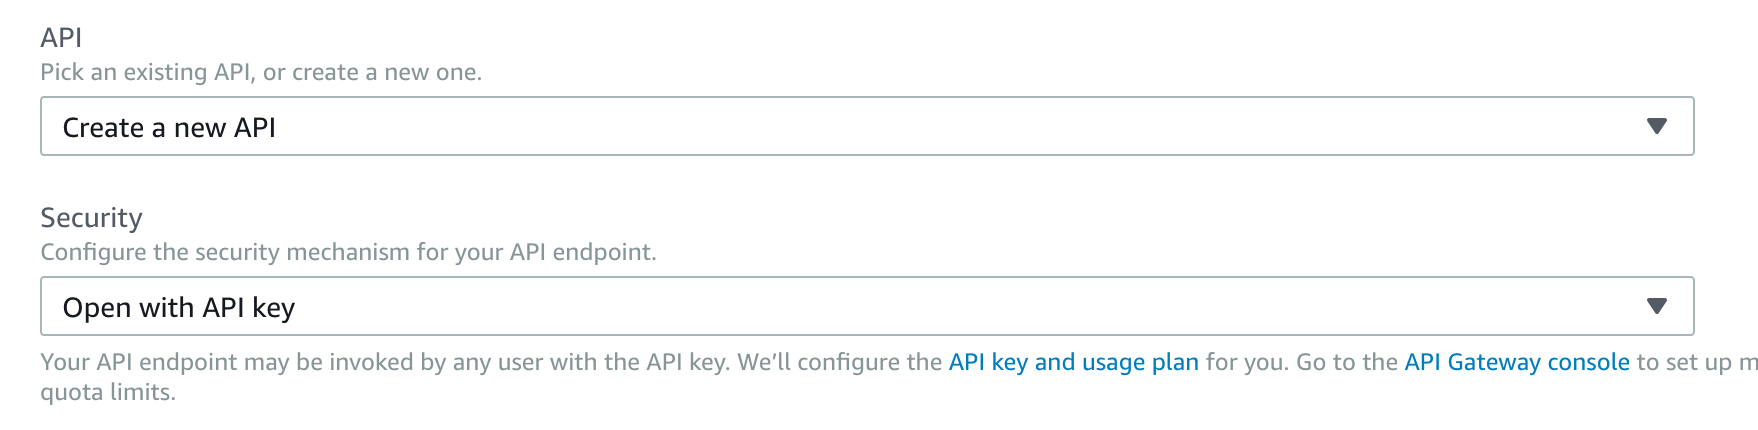 API
Pick an existing API, or create a new one.
Create a new API
Security
Configure the security mechanism for your API endpoint.
Open with API key
Your API endpoint may be invoked by any user with the API key. We’ll configure the API key and usage plan for you. Go to the API Gateway console to set up
quota limits.